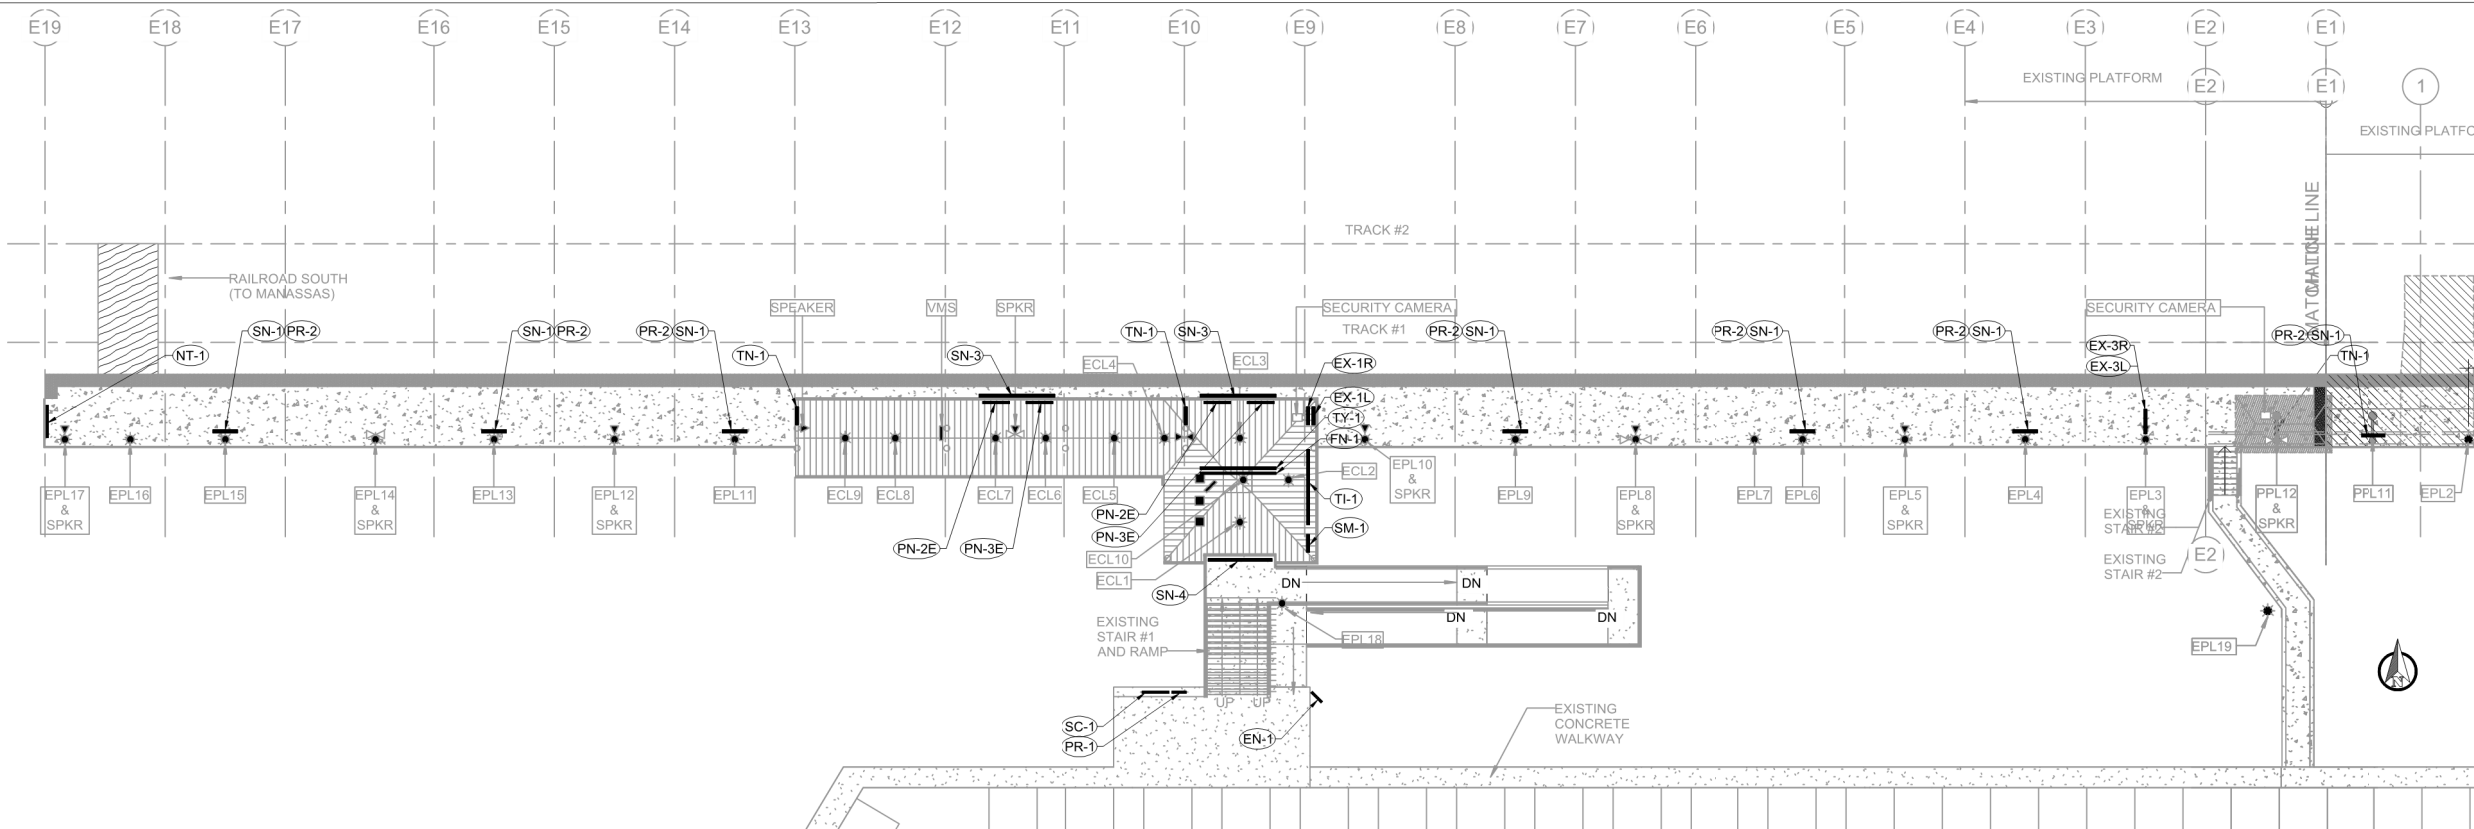 E19 E18 E17 E16 E15 E14 E13 E12 E11 E10 E9 E8 E7 E6 E5 E4 E3 E2 E1
EXISTING PLATFORM
E2 E1 1
EXISTING PLATFO
MATCHLINE
MATCHLINE
TRACK #2
RAILROAD SOUTH
(TO MANASSAS)
SPEAKER VMS SPKR SECURITY CAMERA SECURITY CAMERA
TRACK #1
SN-1 PR-2 SN-1 PR-2 PR-2 SN-1 TN-1 SN-3 PR-2 SN-1 PR-2 SN-1 PR-2 SN-1 PR-2 SN-1
NT-1 TN-1 SN-3 ECL4 ECL3 EX-1R EX-3R TN-1
EX-3L
EX-1L
TY-1
FN-1
ECL2
EPL17
&
SPKR
EPL16
EPL15
EPL14
&
SPKR
EPL13
EPL12
&
SPKR
EPL11
ECL9
ECL8
ECL7
ECL6
ECL5
EPL10
&
SPKR
EPL9
EPL8
&
SPKR
EPL7
EPL6
EPL5
&
SPKR
EPL4
EPL3
&
SPKR
PPL12
&
SPKR
PPL11
EPL2
TI-1
PN-2E
SM-1
PN-3E
PN-2E PN-3E
ECL10
ECL1
SN-4
EXISTING
STAIR #2
EXISTING
STAIR #2
E2
DN DN
DN DN
EXISTING
STAIR #1
AND RAMP
EPL18
EPL19
N
UP UP
SC-1
PR-1
EN-1
EXISTING
CONCRETE
WALKWAY